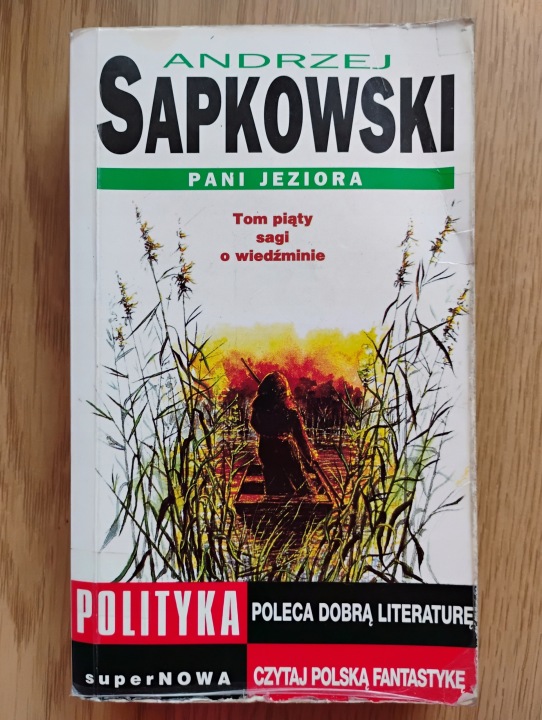 ANDRZEJ
SAPKOWSKI
PANI JEZIORA
Tom piąty
sagi
o wiedźminie
POLITYKA
POLECA DOBRĄ LITERATURĘ
superNOWA
CZYTAJ POLSKĄ FANTASTYKĘ